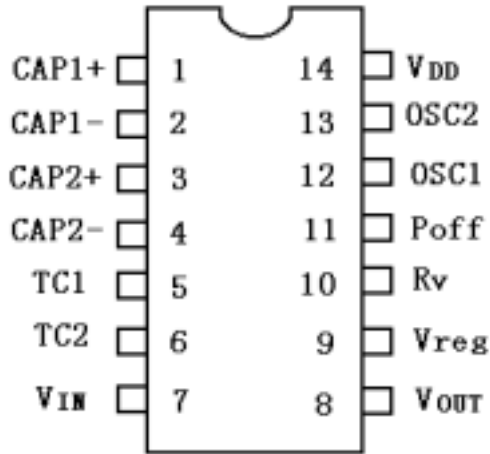 CAP1+ 1 14 VDD
CAP1- 2 13 OSC2
CAP2+ 3 12 OSC1
CAP2- 4 11 Poff
TC1 5 10 Rv
TC2 6 9 Vreg
VIN 7 8 VOUT